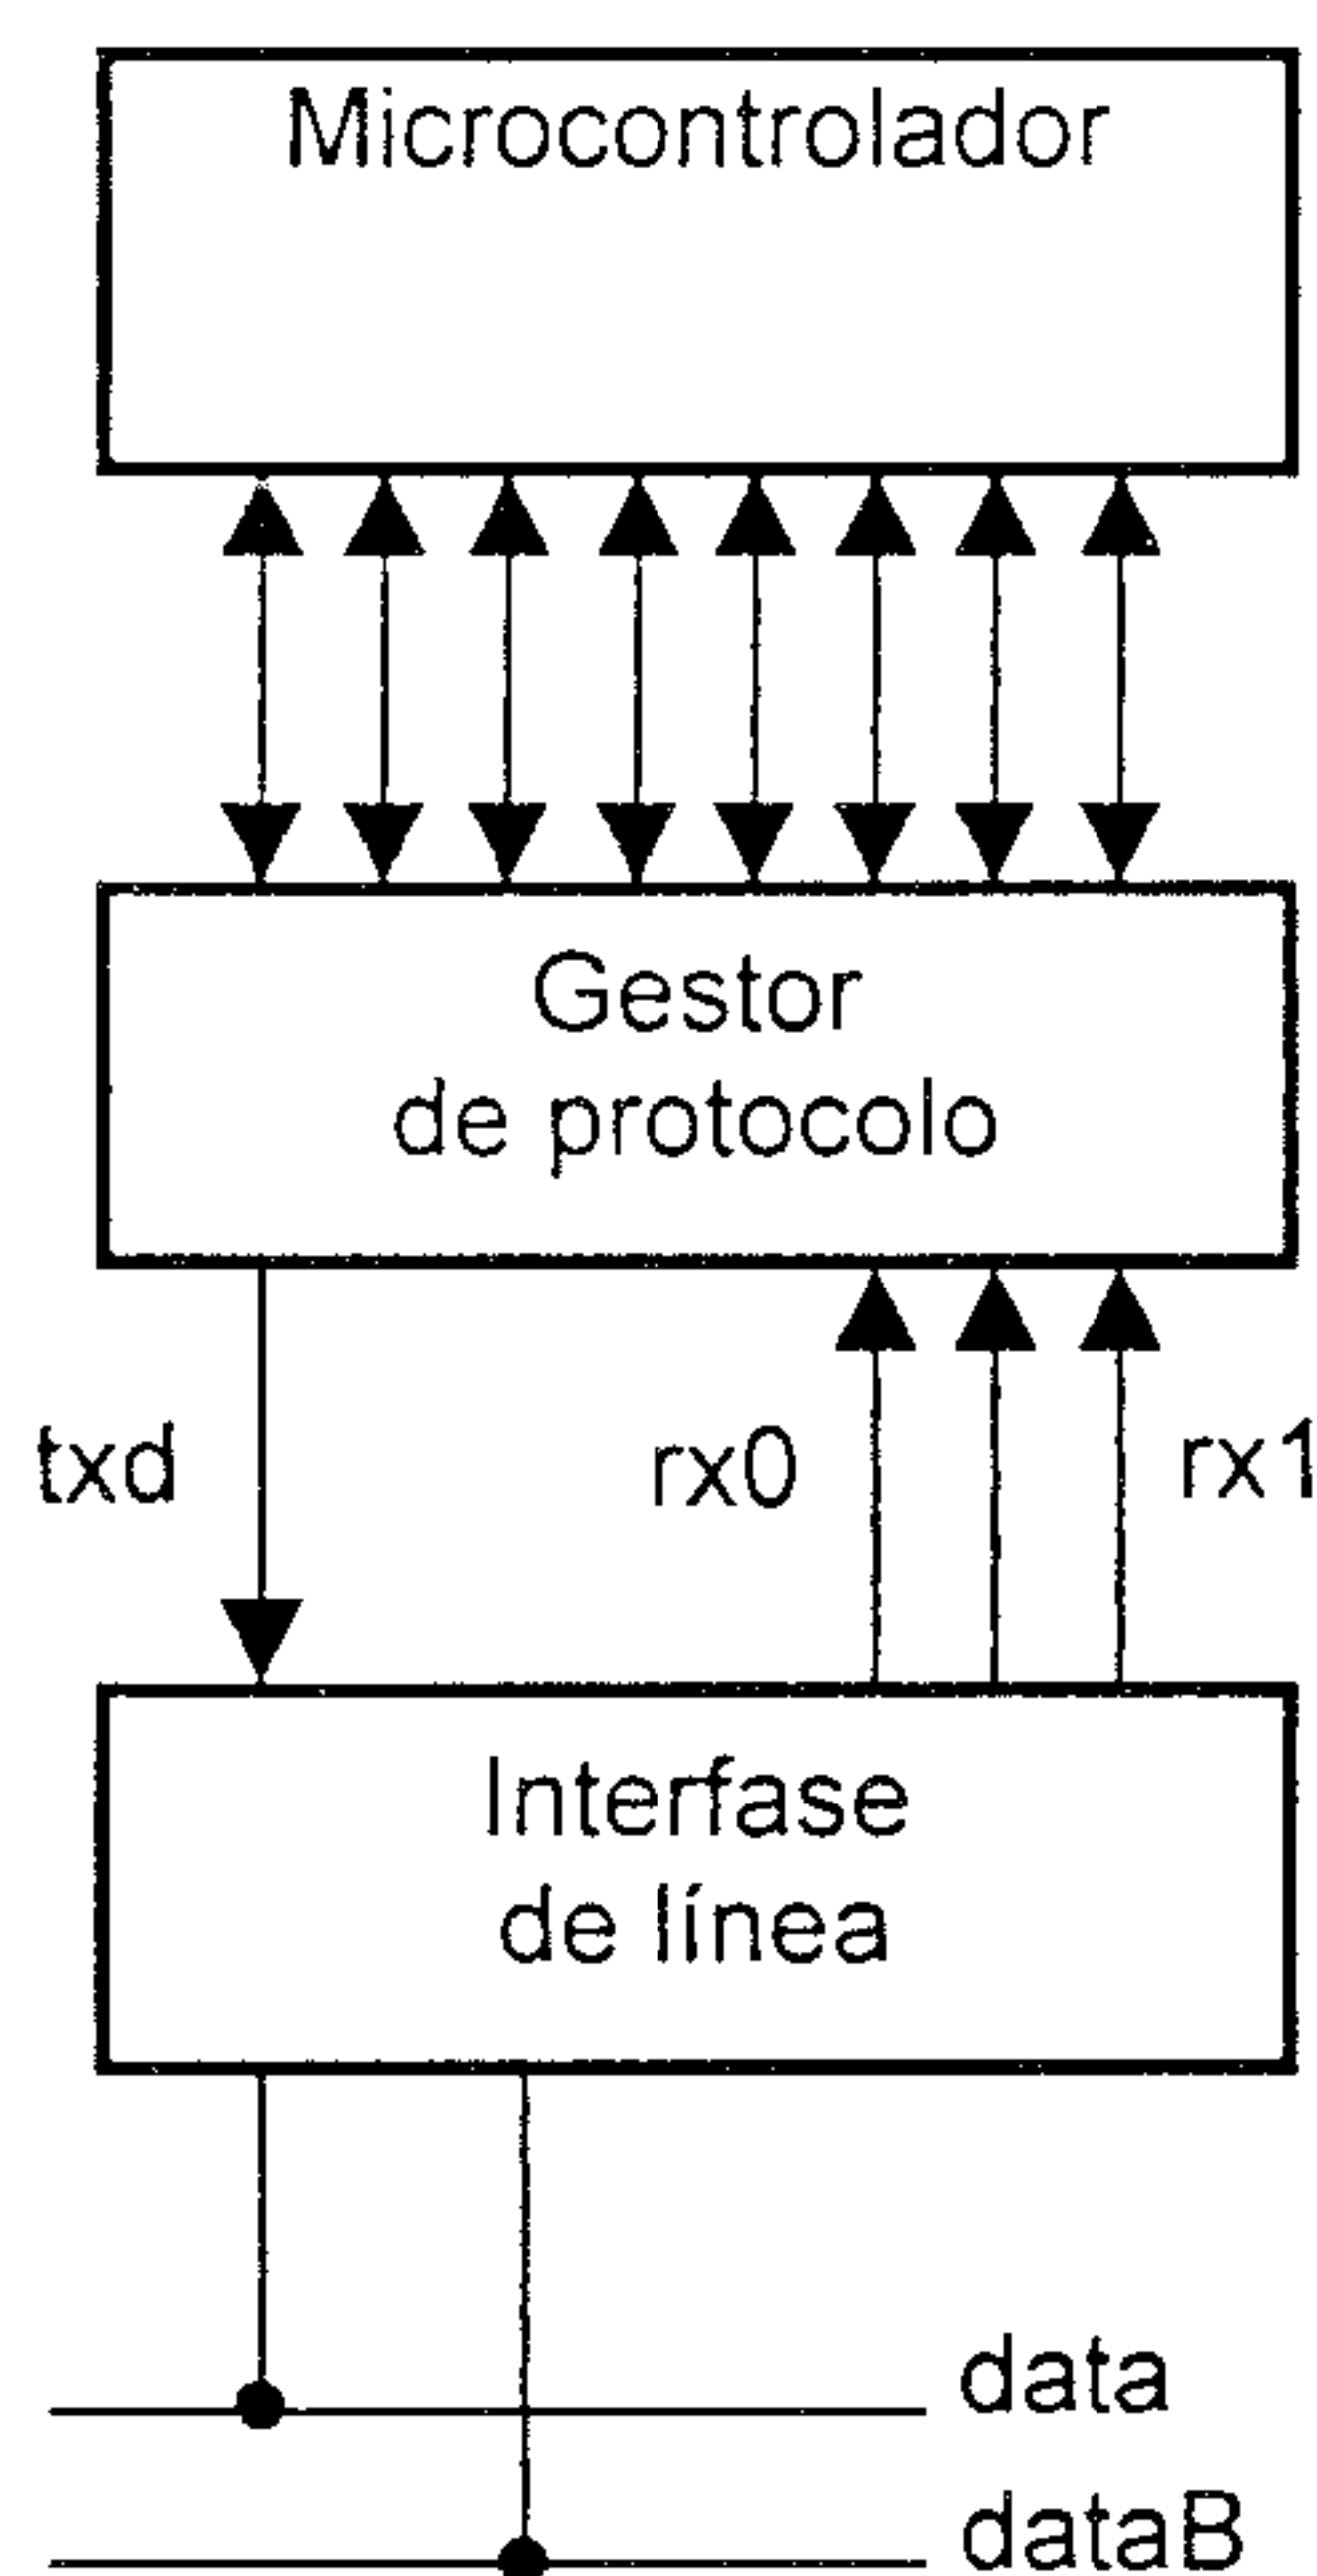 Microcontrolador
Gestor
de protocolo
txd
rx0
rx1
Interfase
de línea
data
dataB